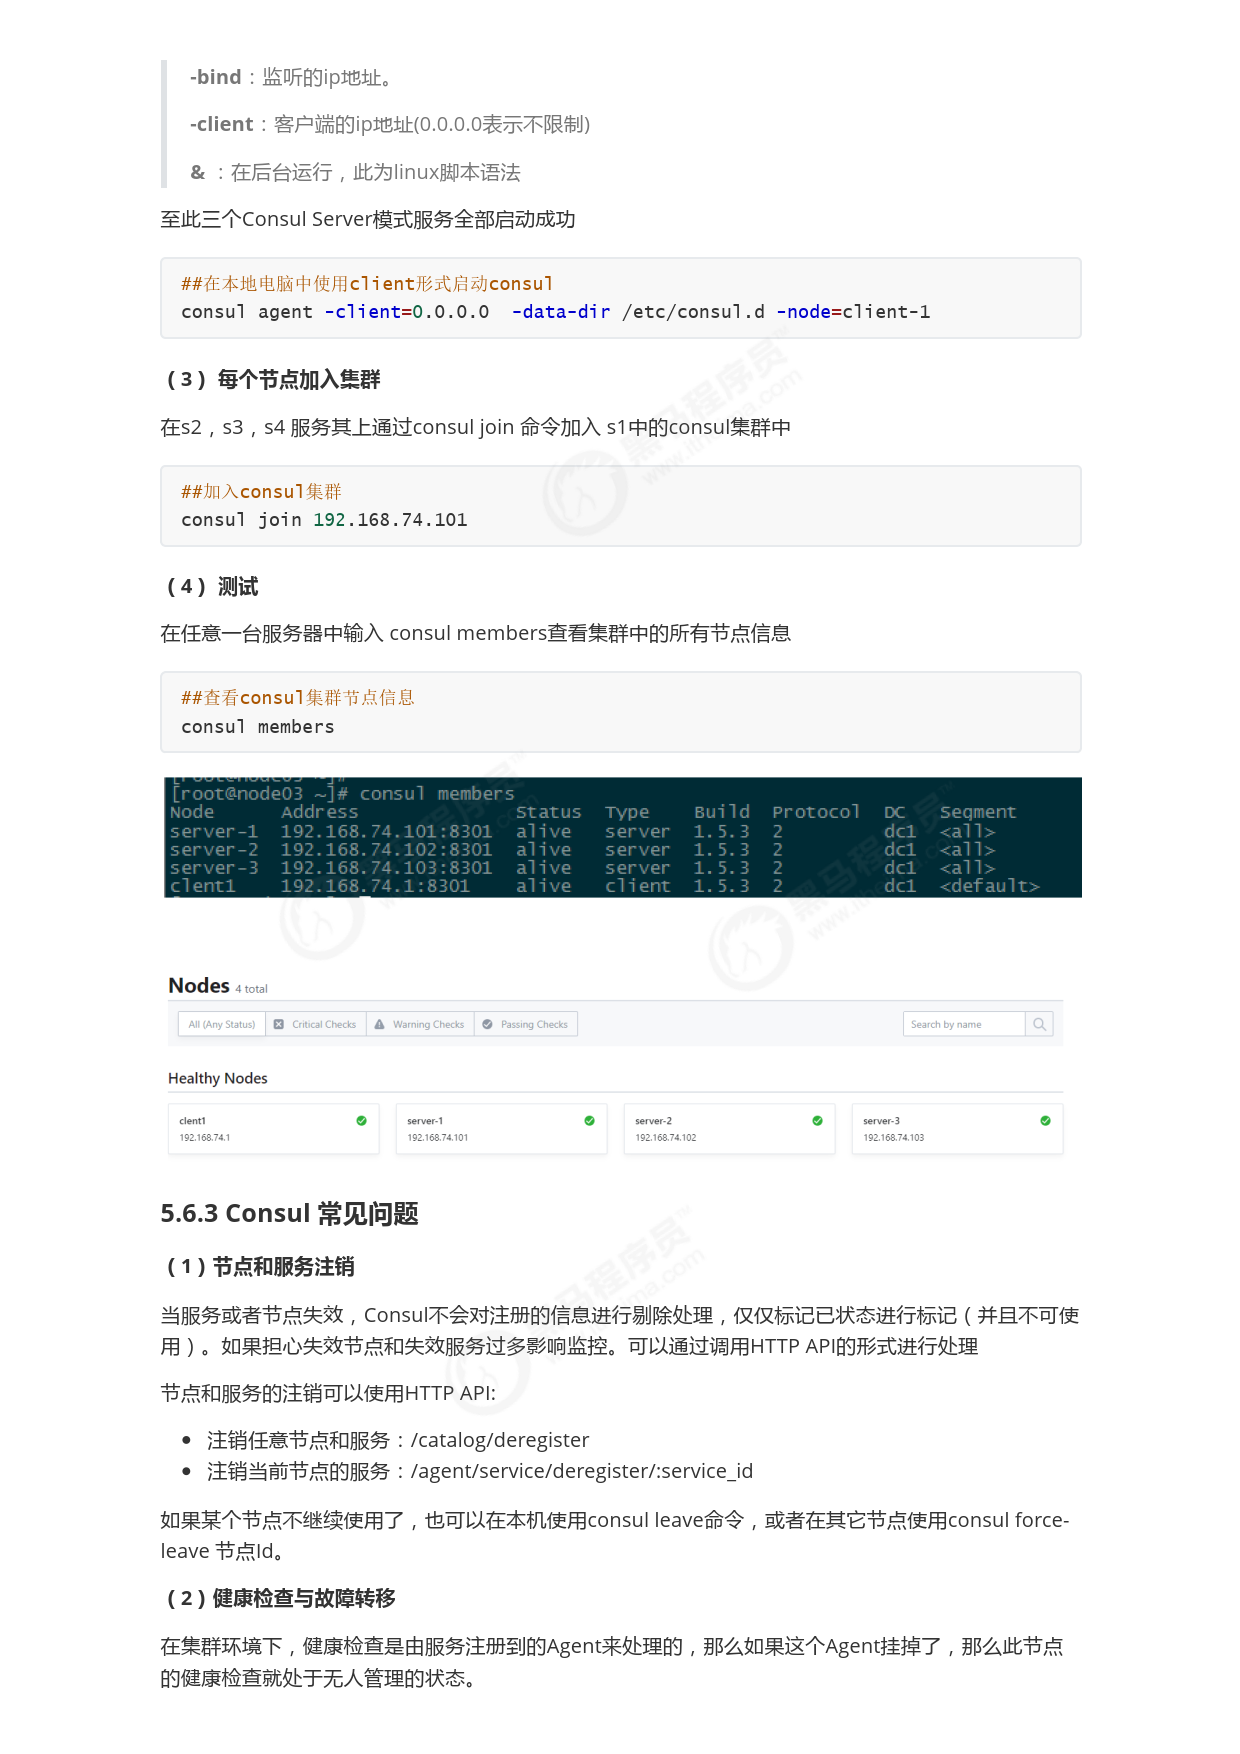 -bind：监听的ip地址。
-client：客户端的ip地址(0.0.0.0表示不限制)
& ：在后台运行，此为linux脚本语法
至此三个Consul Server模式服务全部启动成功
##在本地电脑中使用client形式启动consul
consul agent -client=0.0.0.0  -data-dir /etc/consul.d -node=client-1
（3） 每个节点加入集群
在s2，s3，s4 服务其上通过consul join 命令加入 s1中的consul集群中
##加入consul集群
consul join 192.168.74.101
（4） 测试
在任意一台服务器中输入 consul members查看集群中的所有节点信息
##查看consul集群节点信息
consul members
[root@node03 ~]#
[root@node03 ~]# consul members
Node Address Status Type Build Protocol DC Segment
server-1 192.168.74.101:8301 alive server 1.5.3 2 dc1 <all>
server-2 192.168.74.102:8301 alive server 1.5.3 2 dc1 <all>
server-3 192.168.74.103:8301 alive server 1.5.3 2 dc1 <all>
clent1 192.168.74.1:8301 alive client 1.5.3 2 dc1 <default>
Nodes 4 total
All (Any Status) Critical Checks Warning Checks Passing Checks Search by name
Healthy Nodes
clent1 server-1 server-2 server-3
192.168.74.1 192.168.74.101 192.168.74.102 192.168.74.103
5.6.3 Consul 常见问题
（1）节点和服务注销
当服务或者节点失效，Consul不会对注册的信息进行剔除处理，仅仅标记已状态进行标记（并且不可使
用）。如果担心失效节点和失效服务过多影响监控。可以通过调用HTTP API的形式进行处理
节点和服务的注销可以使用HTTP API:
注销任意节点和服务：/catalog/deregister
注销当前节点的服务：/agent/service/deregister/:service_id
如果某个节点不继续使用了，也可以在本机使用consul leave命令，或者在其它节点使用consul force-
leave 节点Id。
（2）健康检查与故障转移
在集群环境下，健康检查是由服务注册到的Agent来处理的，那么如果这个Agent挂掉了，那么此节点
的健康检查就处于无人管理的状态。
黑马程序员™
www.itheima.com